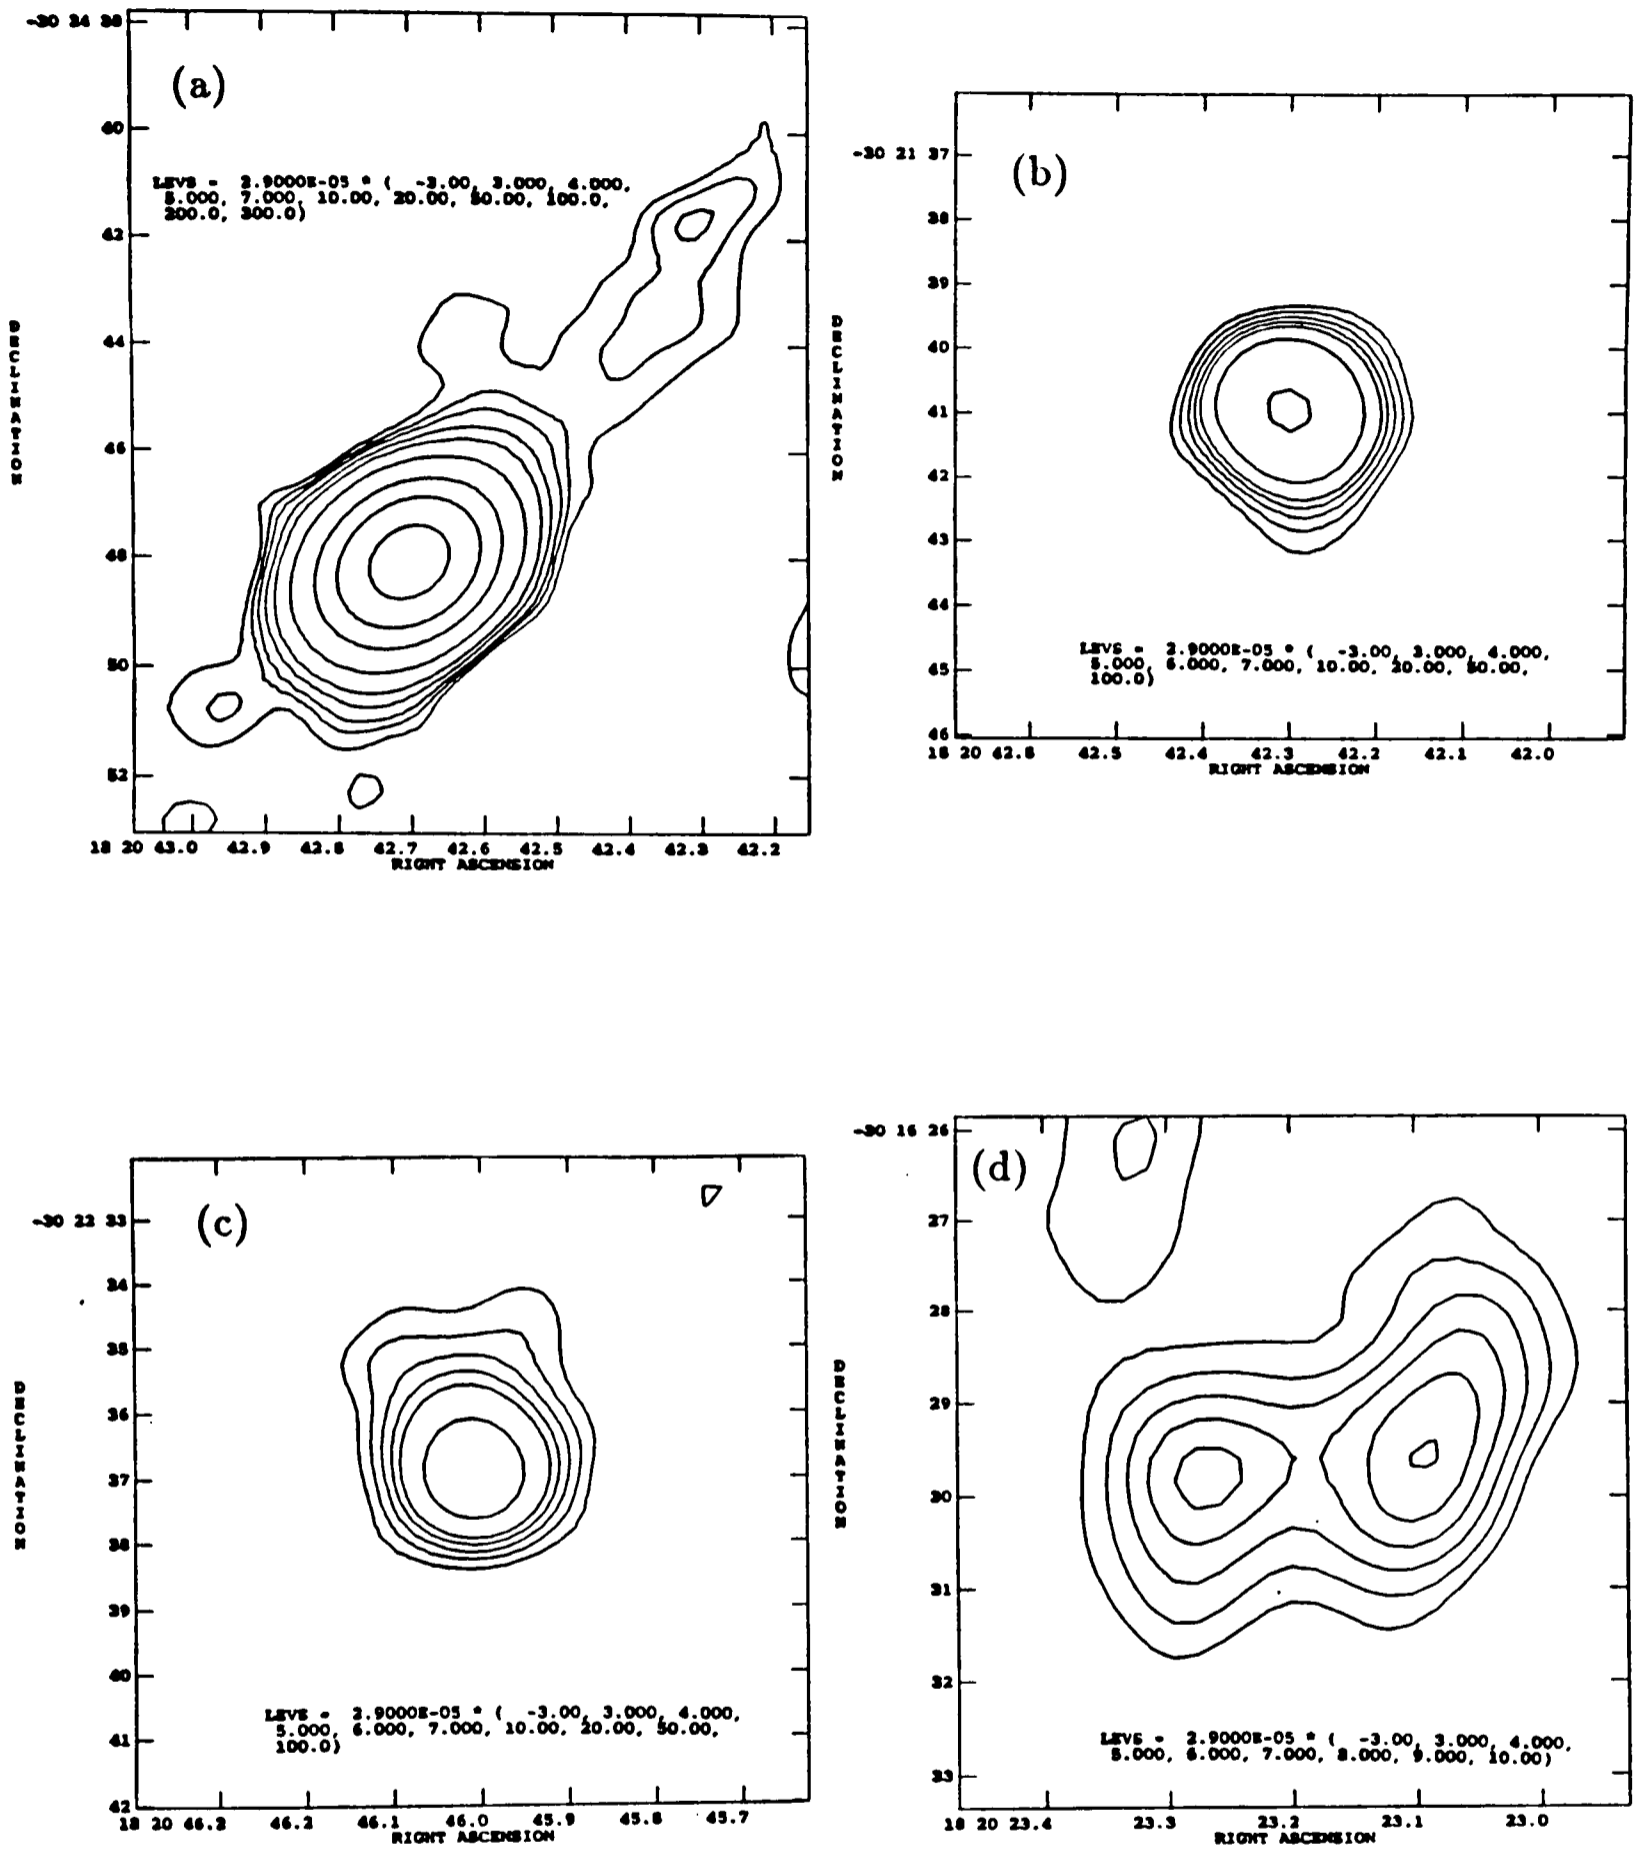 -30 34 38
(a)
40
LEVS = 2.9000E-05 * ( -3.00, 3.000, 4.000,
5.000, 7.000, 10.00, 20.00, 50.00, 100.0,
200.0, 300.0)
42
44
DECLINATION
46
48
50
52
18 20 43.0 42.9 42.8 42.7 42.6 42.5 42.4 42.3 42.2
RIGHT ASCENSION
-30 21 37
(b)
38
39
40
DECLINATION
41
42
43
44
LEVS = 2.9000E-05 * ( -3.00, 3.000, 4.000,
5.000, 6.000, 7.000, 10.00, 20.00, 50.00,
100.0)
45
46
18 20 42.6 42.5 42.4 42.3 42.2 42.1 42.0
RIGHT ASCENSION
-30 22 33
(c)
34
35
36
DECLINATION
37
38
39
40
LEVS = 2.9000E-05 * ( -3.00, 3.000, 4.000,
5.000, 6.000, 7.000, 10.00, 20.00, 50.00,
100.0)
41
42
18 20 46.3 46.2 46.1 46.0 45.9 45.8 45.7
RIGHT ASCENSION
-30 16 26
(d)
27
28
29
DECLINATION
30
31
32
LEVS = 2.9000E-05 * ( -3.00, 3.000, 4.000,
5.000, 6.000, 7.000, 8.000, 9.000, 10.00)
33
18 20 23.4 23.3 23.2 23.1 23.0
RIGHT ASCENSION